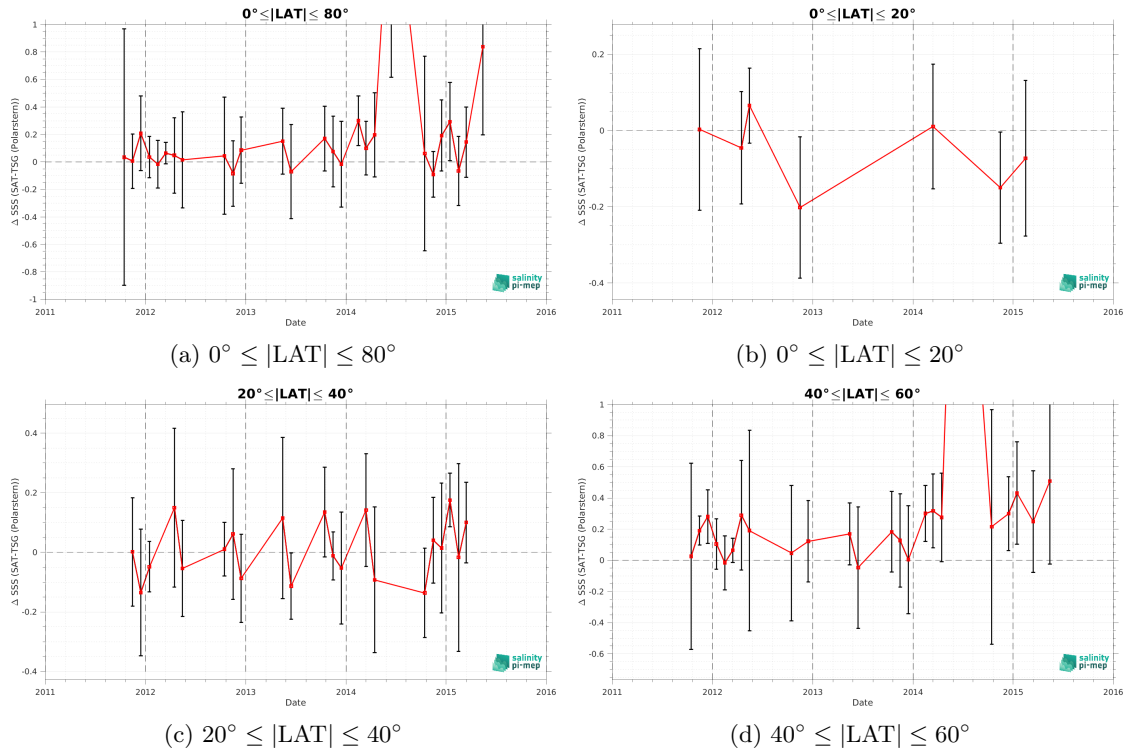 0°≤|LAT|≤ 80°
Δ SSS (SAT-TSG (Polarstern))
1
0.8
0.6
0.4
0.2
0
-0.2
-0.4
-0.6
-0.8
-1
2011 2012 2013 2014 2015 2016
Date
salinity
pi-mep
(a) 0° ≤ |LAT| ≤ 80°
0°≤|LAT|≤ 20°
Δ SSS (SAT-TSG (Polarstern))
0.2
0
-0.2
-0.4
2011 2012 2013 2014 2015 2016
Date
salinity
pi-mep
(b) 0° ≤ |LAT| ≤ 20°
20°≤|LAT|≤ 40°
Δ SSS (SAT-TSG (Polarstern))
0.4
0.2
0
-0.2
-0.4
2011 2012 2013 2014 2015 2016
Date
salinity
pi-mep
(c) 20° ≤ |LAT| ≤ 40°
40°≤|LAT|≤ 60°
Δ SSS (SAT-TSG (Polarstern))
1
0.8
0.6
0.4
0.2
0
-0.2
-0.4
-0.6
2011 2012 2013 2014 2015 2016
Date
salinity
pi-mep
(d) 40° ≤ |LAT| ≤ 60°